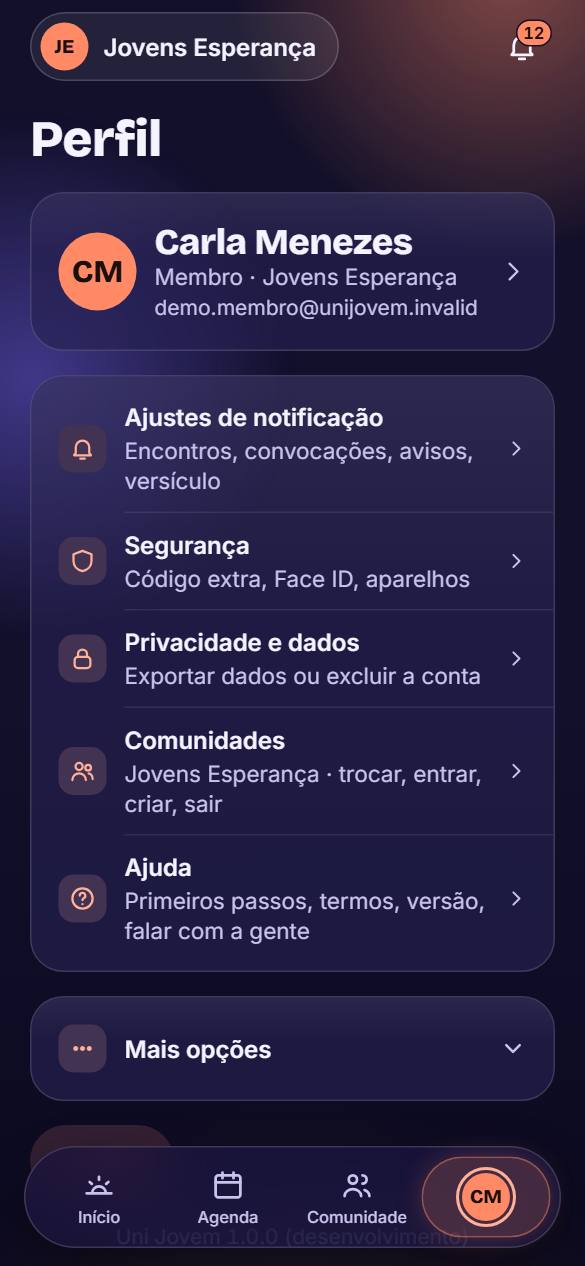 JE Jovens Esperança
12
Perfil
CM
Carla Menezes
Membro · Jovens Esperança
demo.membro@unijovem.invalid
Ajustes de notificação
Encontros, convocações, avisos,
versículo
Segurança
Código extra, Face ID, aparelhos
Privacidade e dados
Exportar dados ou excluir a conta
Comunidades
Jovens Esperança · trocar, entrar,
criar, sair
Ajuda
Primeiros passos, termos, versão,
falar com a gente
Mais opções
Início Agenda Comunidade CM
Uni Jovem 1.0.0 (desenvolvimento)